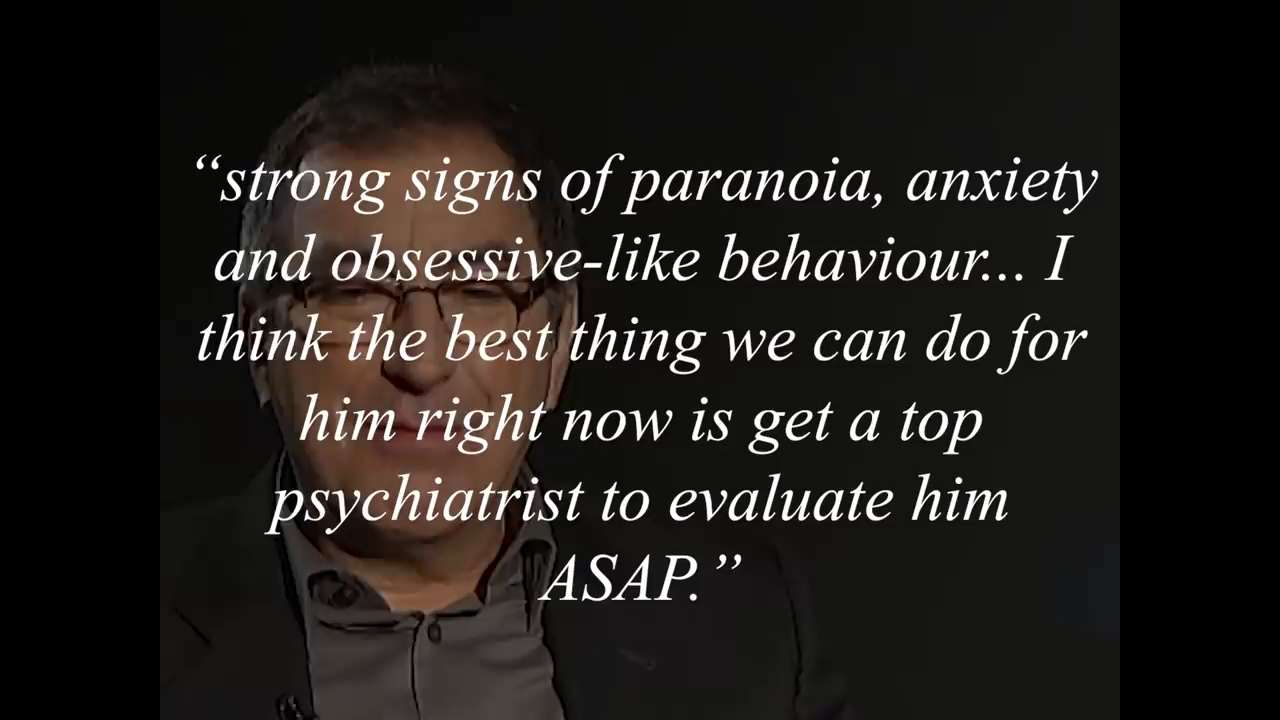 “strong signs of paranoia, anxiety
and obsessive-like behaviour... I
think the best thing we can do for
him right now is get a top
psychiatrist to evaluate him
ASAP.”